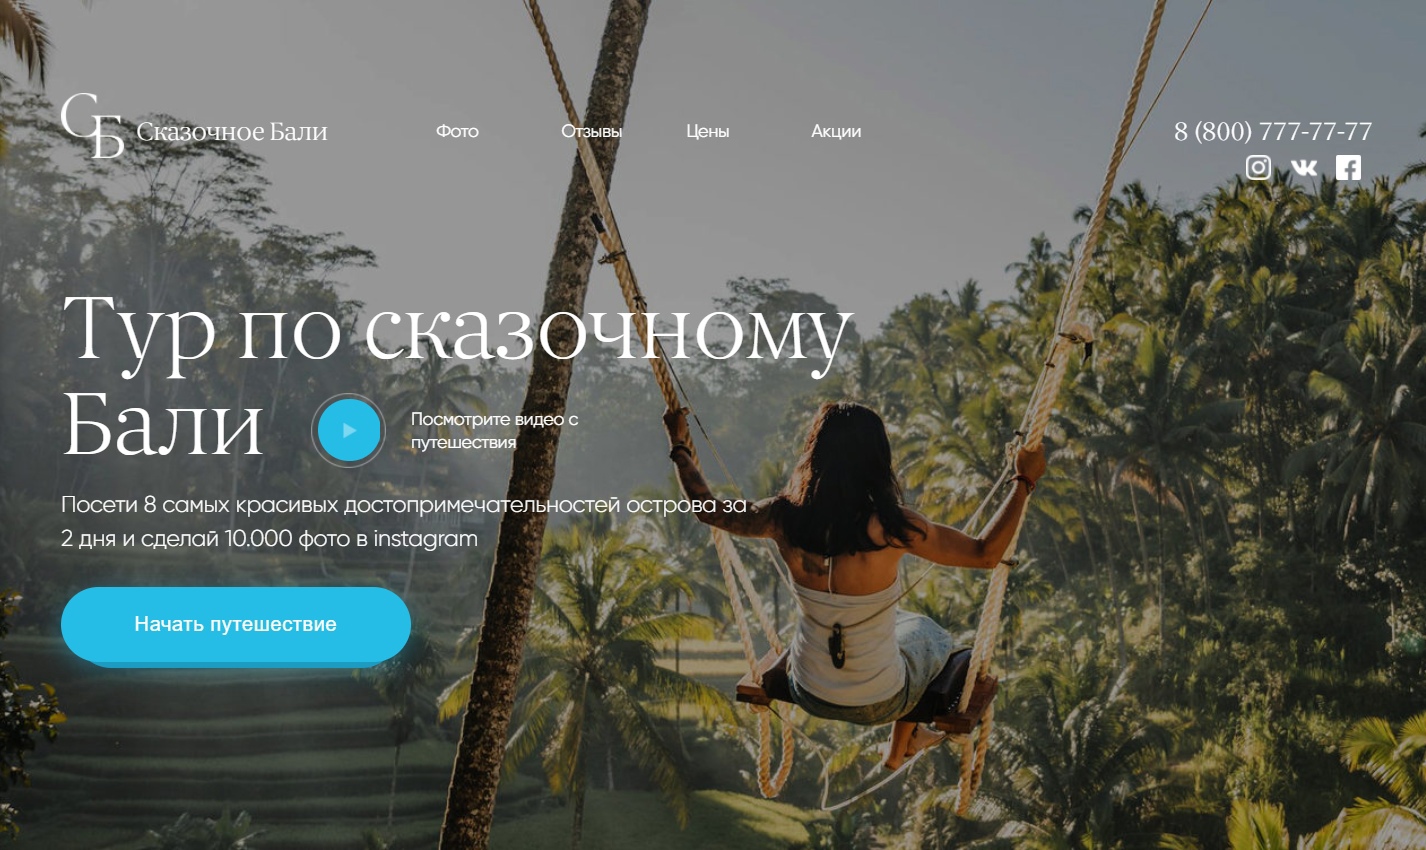 СБ
Сказочное Бали
Фото
Отзывы
Цены
Акции
8 (800) 777-77-77
Тур по сказочному
Бали
Посмотрите видео с
путешествия
Посети 8 самых красивых достопримечательностей острова за
2 дня и сделай 10.000 фото в instagram
Начать путешествие